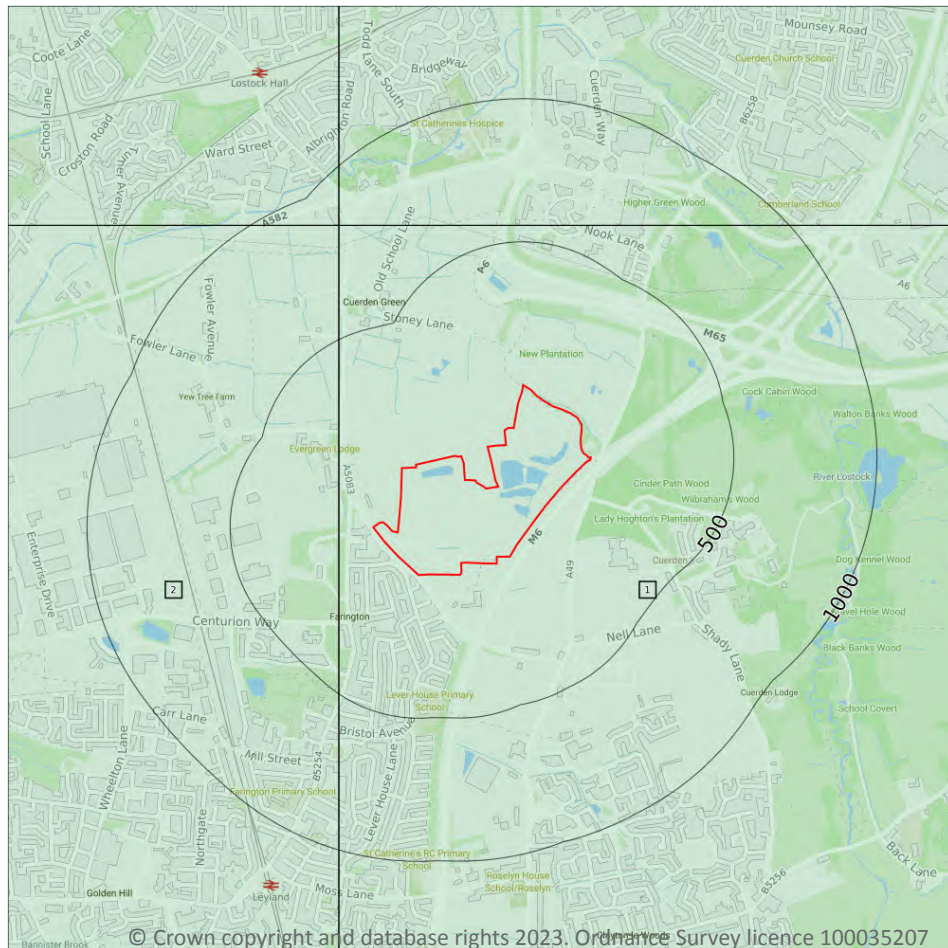 Mounsey Road
Coote Lane
Todd Lane South
Bridgeway
Cuerden Church School
Lostock Hall
School Lane
Cuerden Way
B6258
Albrighton Road
St Catherines Hospice
Croston Road
Turner Avenue
Ward Street
Higher Green Wood
Cumberland School
A582
Old School Lane
Nook Lane
A6
A6
Cuerden Green
Fowler Avenue
Stoney Lane
M65
Fowler Lane
New Plantation
Yew Tree Farm
Cock Cabin Wood
Walton Banks Wood
Evergreen Lodge
A5083
River Lostock
Cinder Path Wood
Wilbraham's Wood
Lady Hoghton's Plantation
500
Enterprise Drive
M6
A49
Cuerden
Dog Kennel Wood
2
1
1000
Centurion Way
Farington
Nell Lane
Shady Lane
Black Banks Wood
Lever House Primary
School
Cuerden Lodge
School Covert
Carr Lane
Bristol Avenue
Wheelton Lane
Mill Street
B5254
Lever House Lane
Farington Primary School
Northgate
St Catherine's RC Primary
School
Back Lane
Golden Hill
Leyland
Moss Lane
Roselyn House
School/Roselyn
B5256
Bannister Brook
© Crown copyright and database rights 2023. Ordnance Survey licence 100035207